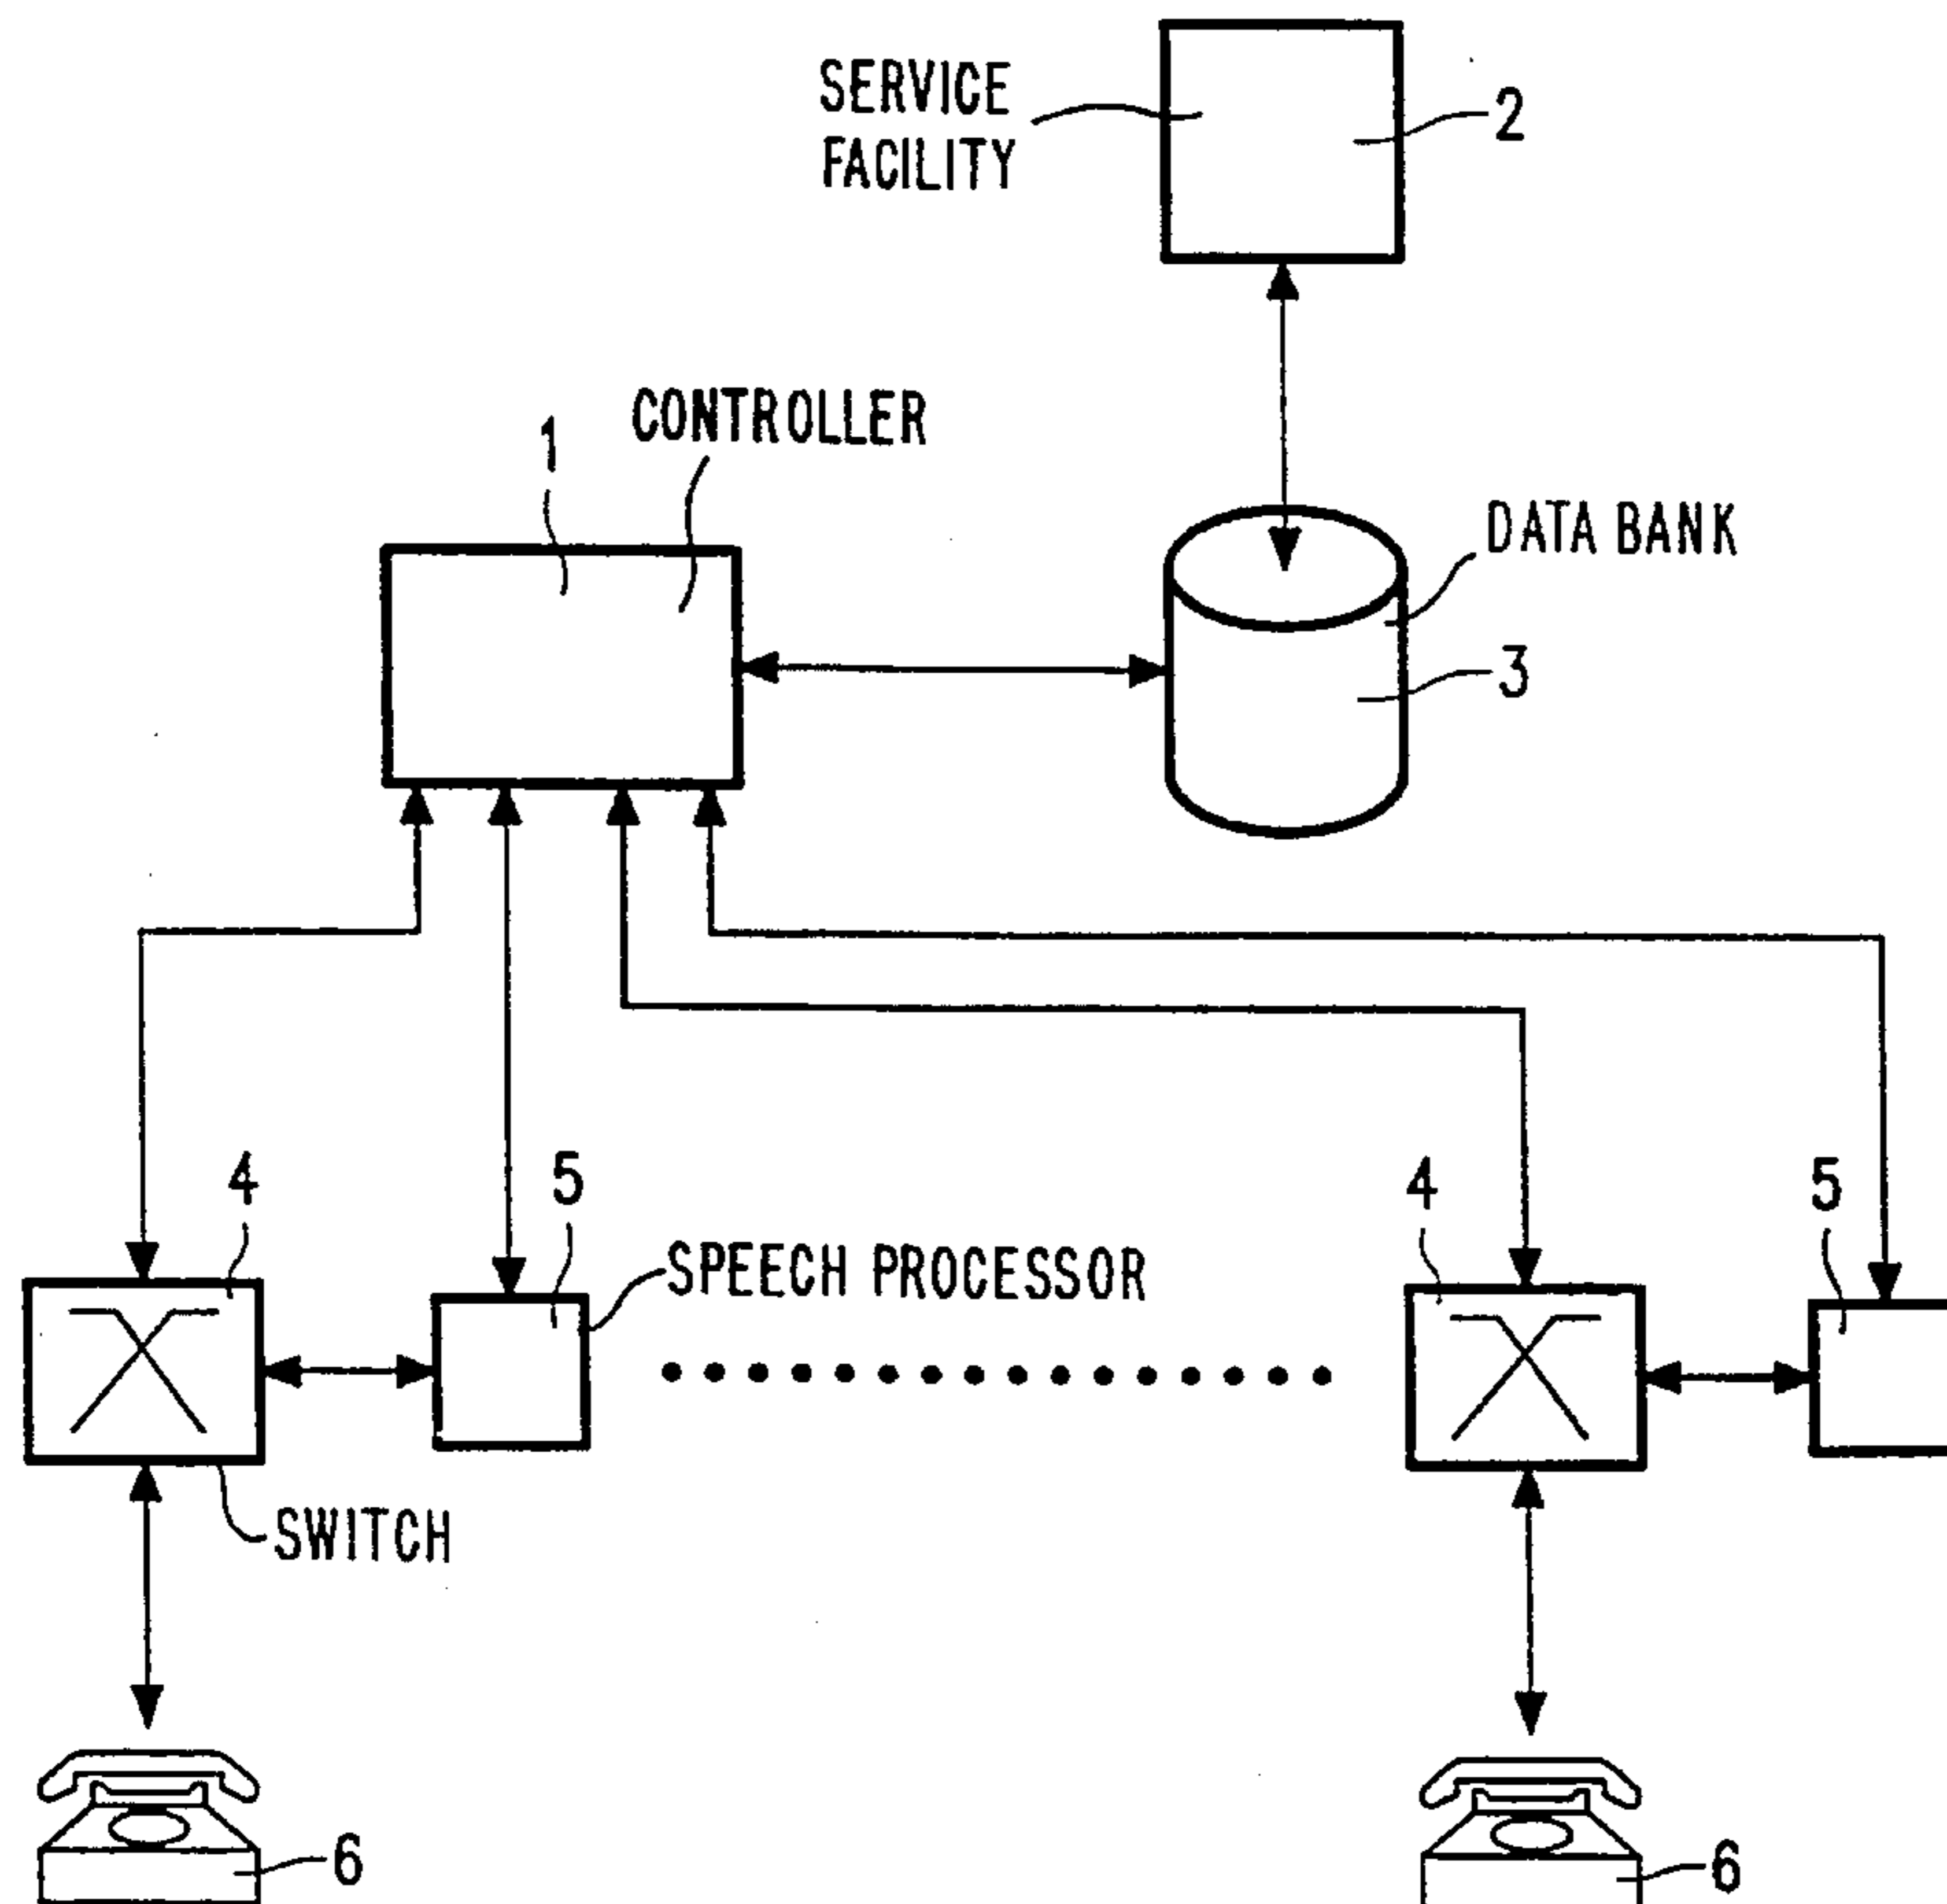 SERVICE
FACILITY
2
CONTROLLER
1
DATA BANK
3
4
5
SPEECH PROCESSOR
4
5
SWITCH
6
6